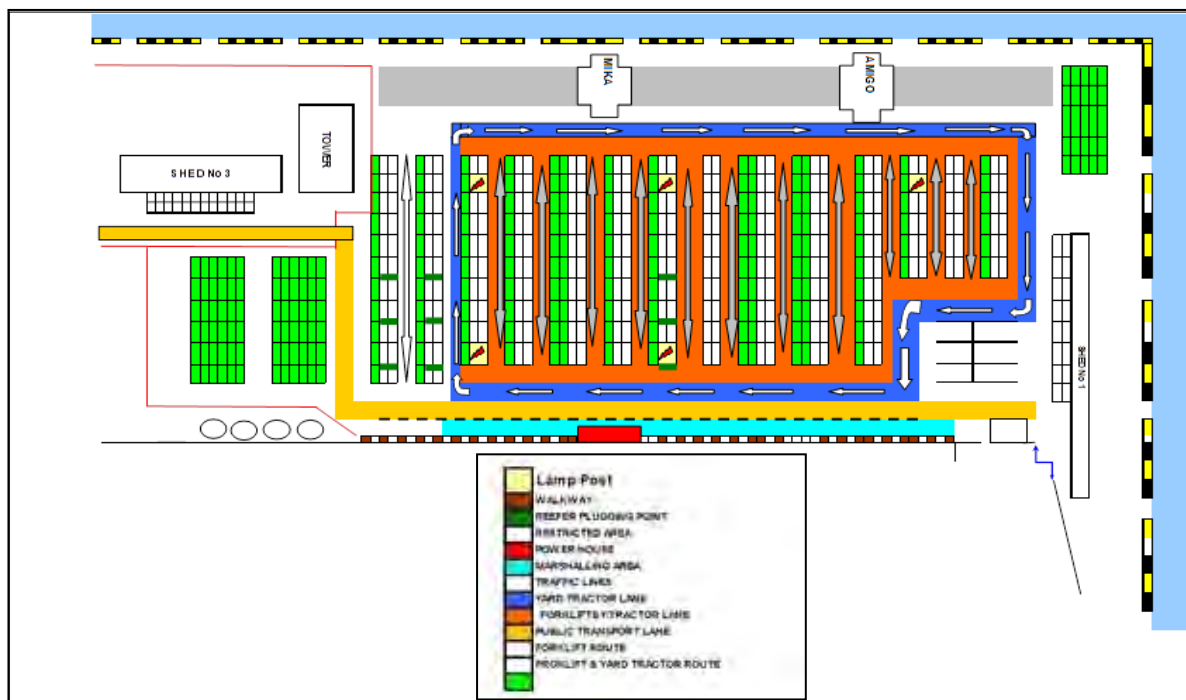 MIKA
AMIGO
TOWER
SHED No 3
SHED No 1
Lamp Post
WALKWAY
REEFER PLUGGING POINT
RESTRICTED AREA
POWER HOUSE
MARSHALLING AREA
TRAFFIC LINES
YARD TRACTOR LANE
FORKLIFTS Y/TRACTOR LANE
PUBLIC TRANSPORT LANE
FORKLIFT ROUTE
FROKLIFT & YARD TRACTOR ROUTE